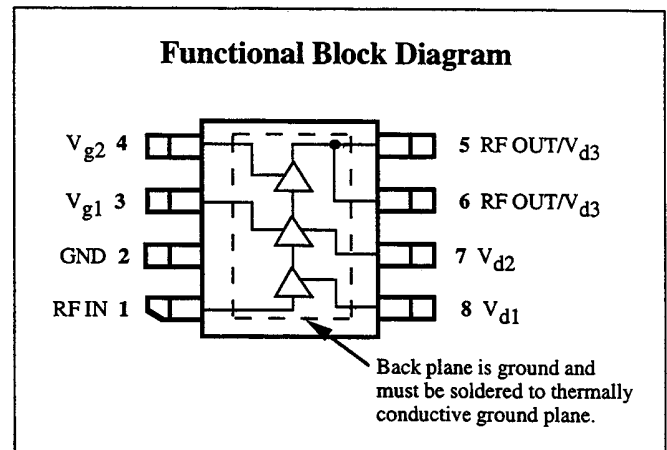 Functional Block Diagram
Vg2 4
5 RF OUT/Vd3
Vg1 3
6 RF OUT/Vd3
GND 2
7 Vd2
RF IN 1
8 Vd1
Back plane is ground and
must be soldered to thermally
conductive ground plane.